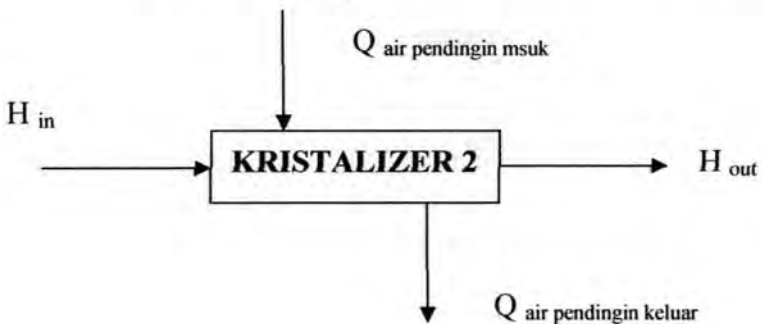 Q air pendingin msuk
H in
KRISTALIZER 2
H out
Q air pendingin keluar